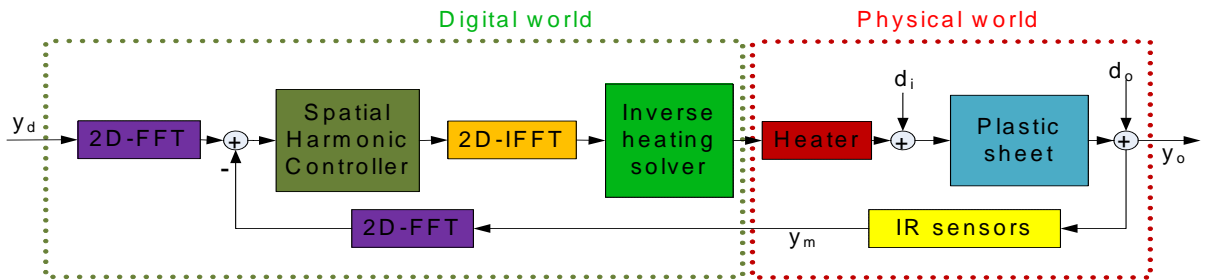 Digital world
Physical world
y_d
2D-FFT
+
-
Spatial
Harmonic
Controller
2D-IFFT
Inverse
heating
solver
Heater
d_i
+
Plastic
sheet
d_o
+
y_o
2D-FFT
y_m
IR sensors